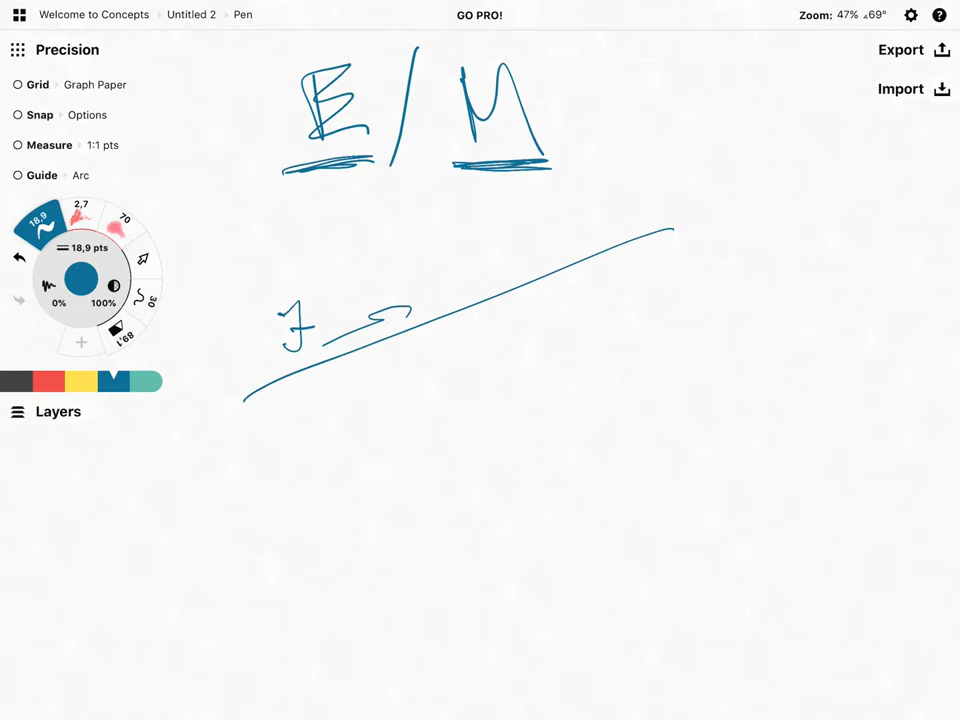 Welcome to Concepts › Untitled 2 › Pen
GO PRO!
Zoom: 47% 69°
Precision
Export
Import
Grid › Graph Paper
Snap › Options
Measure › 1:1 pts
Guide › Arc
18,9
2,7
70
18,9 pts
0%
100%
30
69,1
Layers
E / M
I